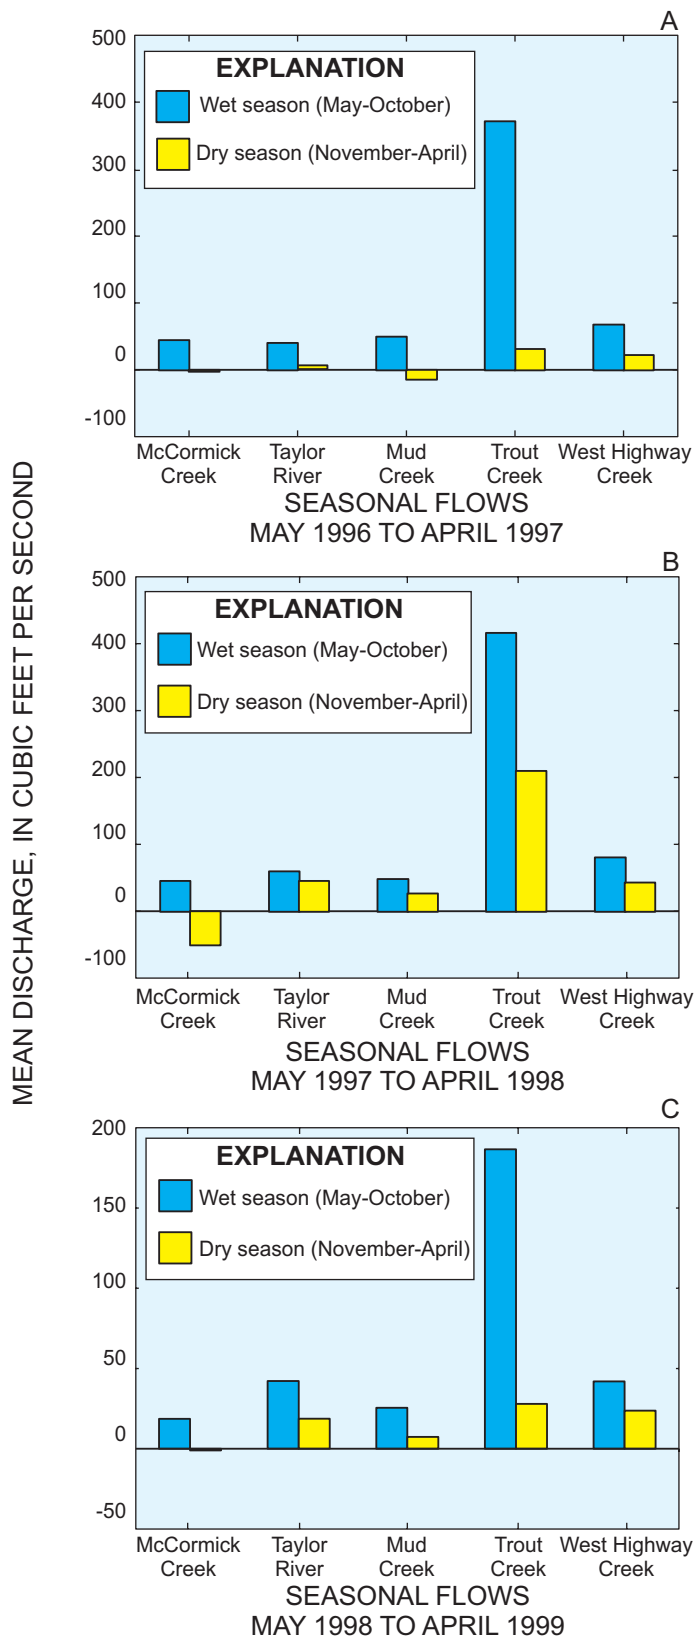 MEAN DISCHARGE, IN CUBIC FEET PER SECOND
A
500
400
300
200
100
0
-100
EXPLANATION
Wet season (May-October)
Dry season (November-April)
McCormick Creek
Taylor River
Mud Creek
Trout Creek
West Highway Creek
SEASONAL FLOWS
MAY 1996 TO APRIL 1997
B
500
400
300
200
100
0
-100
EXPLANATION
Wet season (May-October)
Dry season (November-April)
McCormick Creek
Taylor River
Mud Creek
Trout Creek
West Highway Creek
SEASONAL FLOWS
MAY 1997 TO APRIL 1998
C
200
150
100
50
0
-50
EXPLANATION
Wet season (May-October)
Dry season (November-April)
McCormick Creek
Taylor River
Mud Creek
Trout Creek
West Highway Creek
SEASONAL FLOWS
MAY 1998 TO APRIL 1999